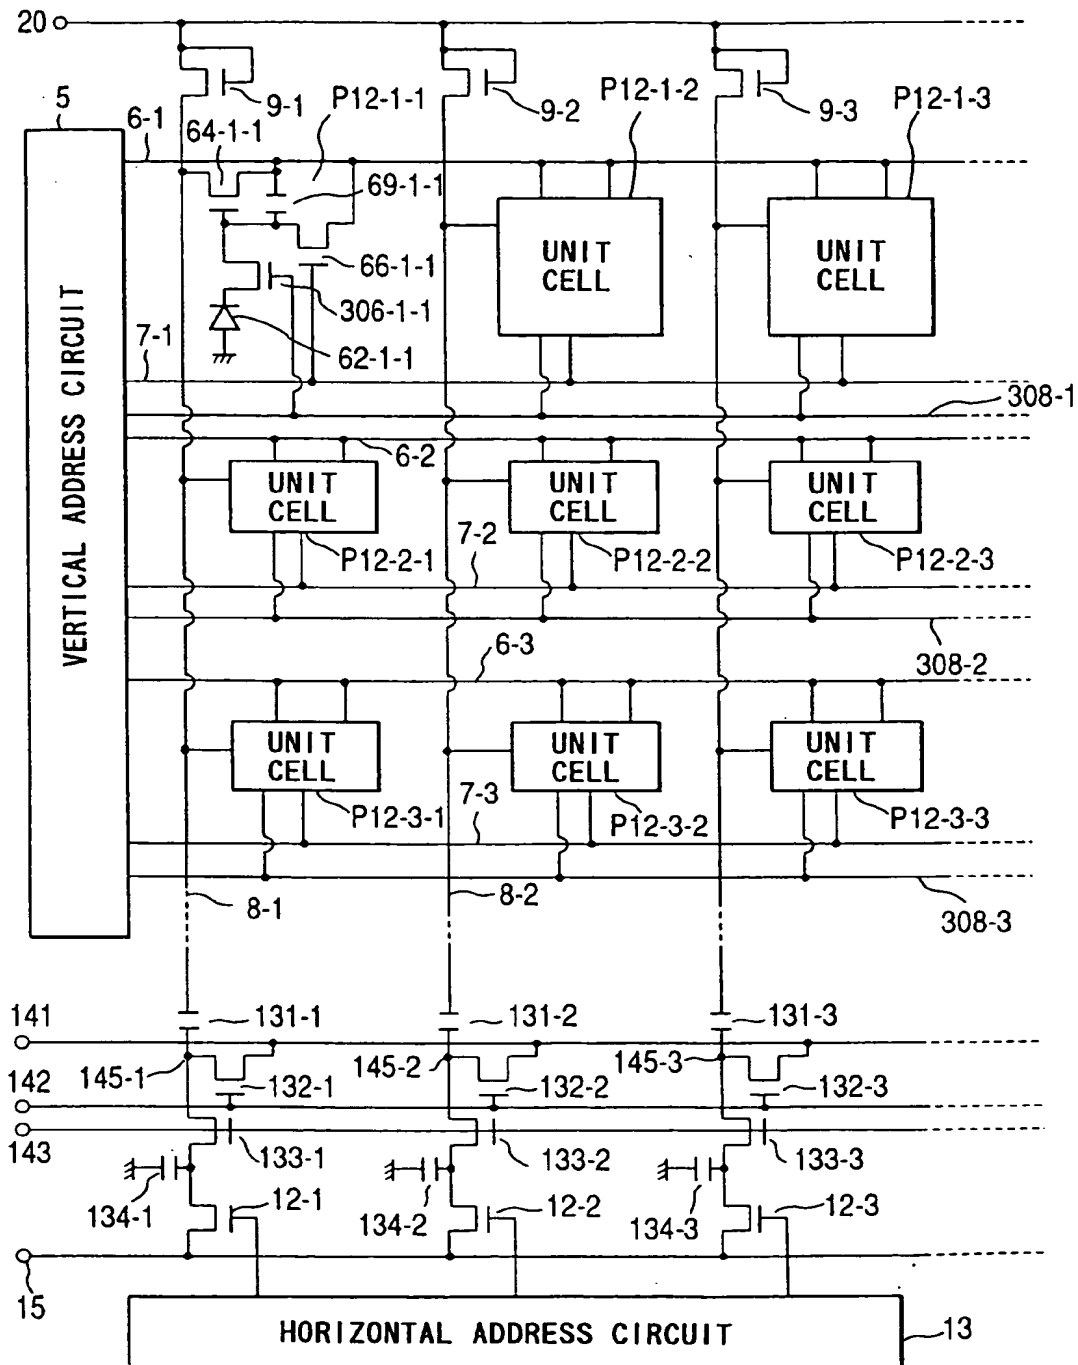 20
5
9-1
P12-1-1
9-2
P12-1-2
9-3
P12-1-3
6-1
64-1-1
69-1-1
UNIT CELL
UNIT CELL
66-1-1
306-1-1
7-1
62-1-1
308-1
VERTICAL ADDRESS CIRCUIT
6-2
UNIT CELL
UNIT CELL
UNIT CELL
7-2
P12-2-1
P12-2-2
P12-2-3
6-3
308-2
UNIT CELL
UNIT CELL
UNIT CELL
7-3
P12-3-1
P12-3-2
P12-3-3
8-1
8-2
308-3
141
131-1
131-2
131-3
145-1
145-2
145-3
142
132-1
132-2
132-3
143
133-1
133-2
133-3
134-1
12-1
134-2
12-2
134-3
12-3
15
HORIZONTAL ADDRESS CIRCUIT
13